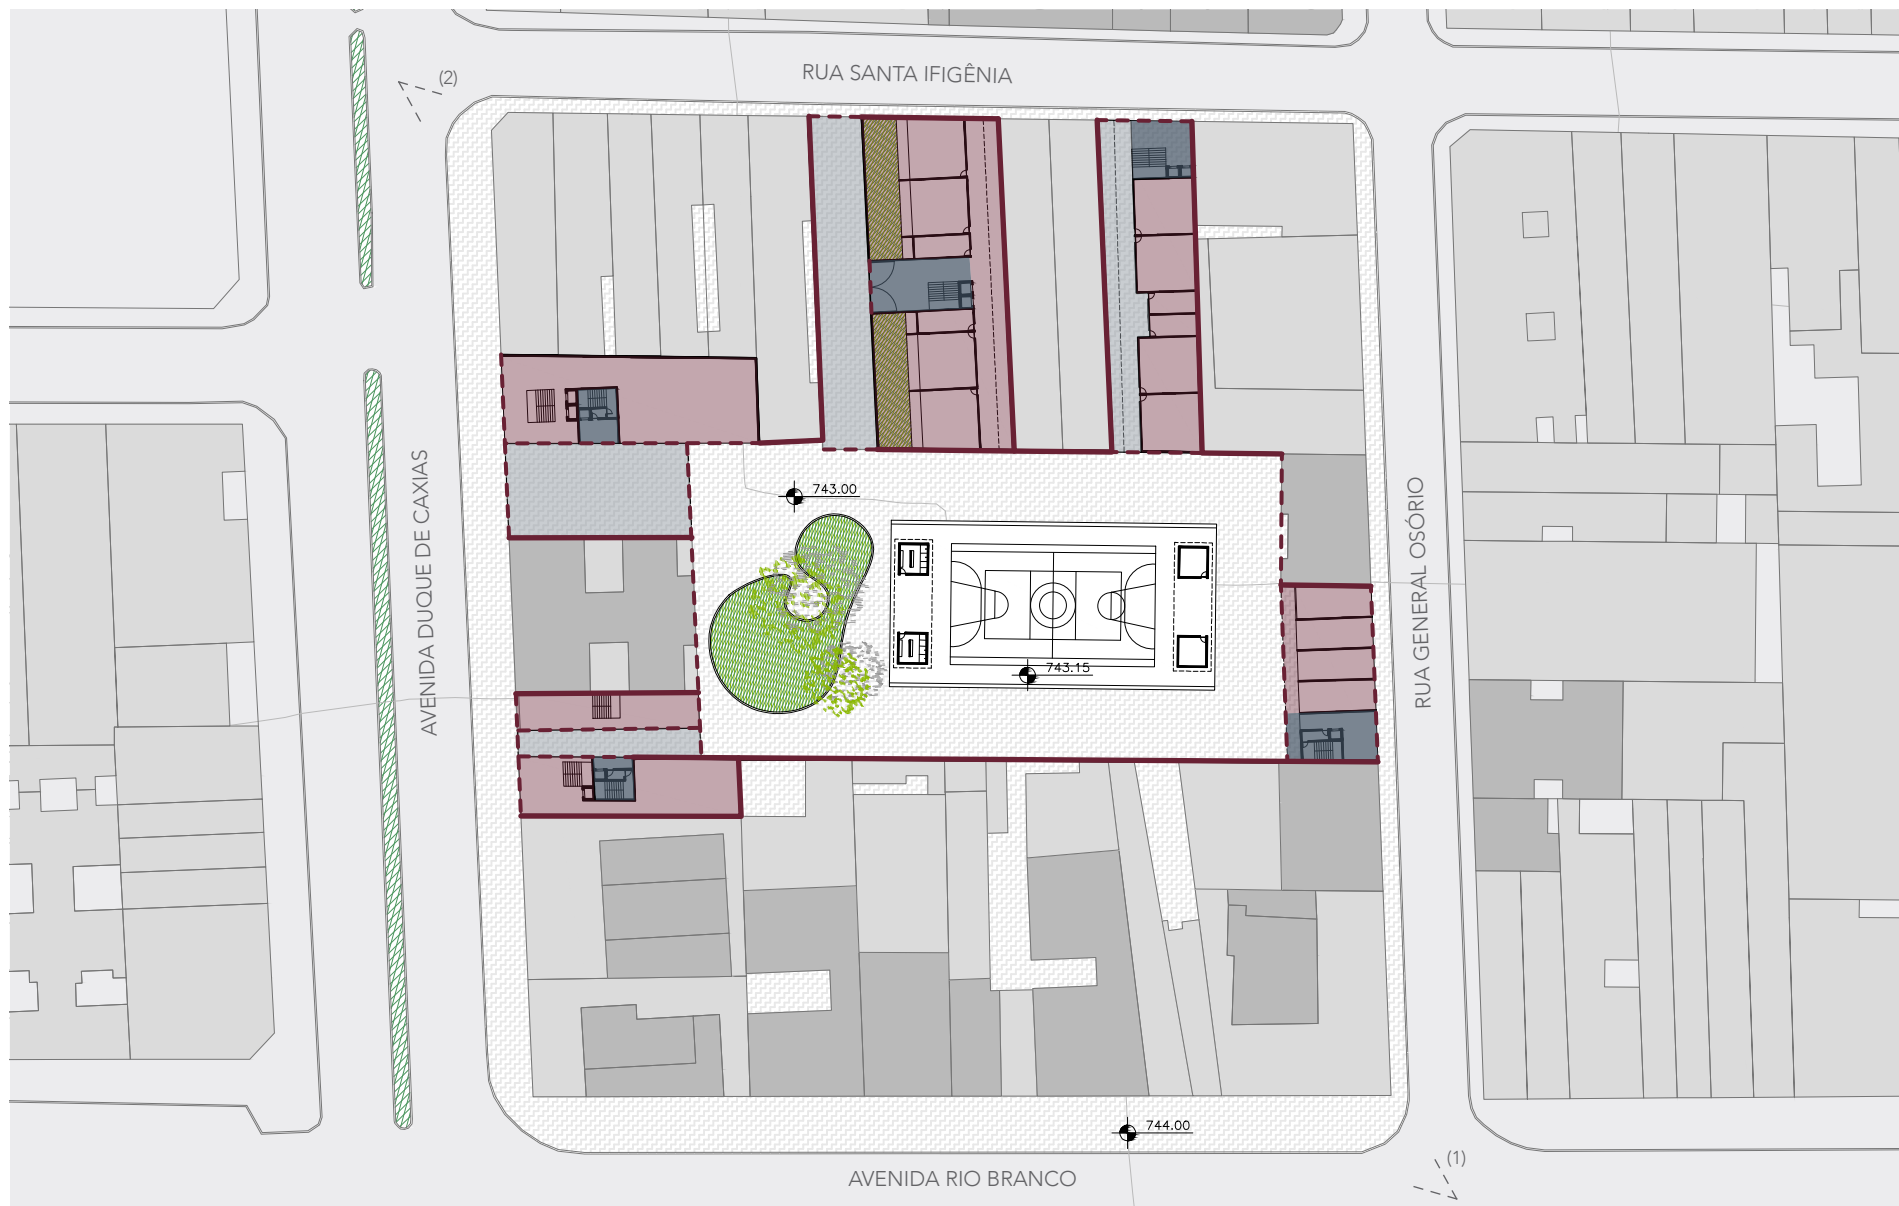 (2)
RUA SANTA IFIGÊNIA
743.00
AVENIDA DUQUE DE CAXIAS
RUA GENERAL OSÓRIO
743.15
744.00
(1)
AVENIDA RIO BRANCO